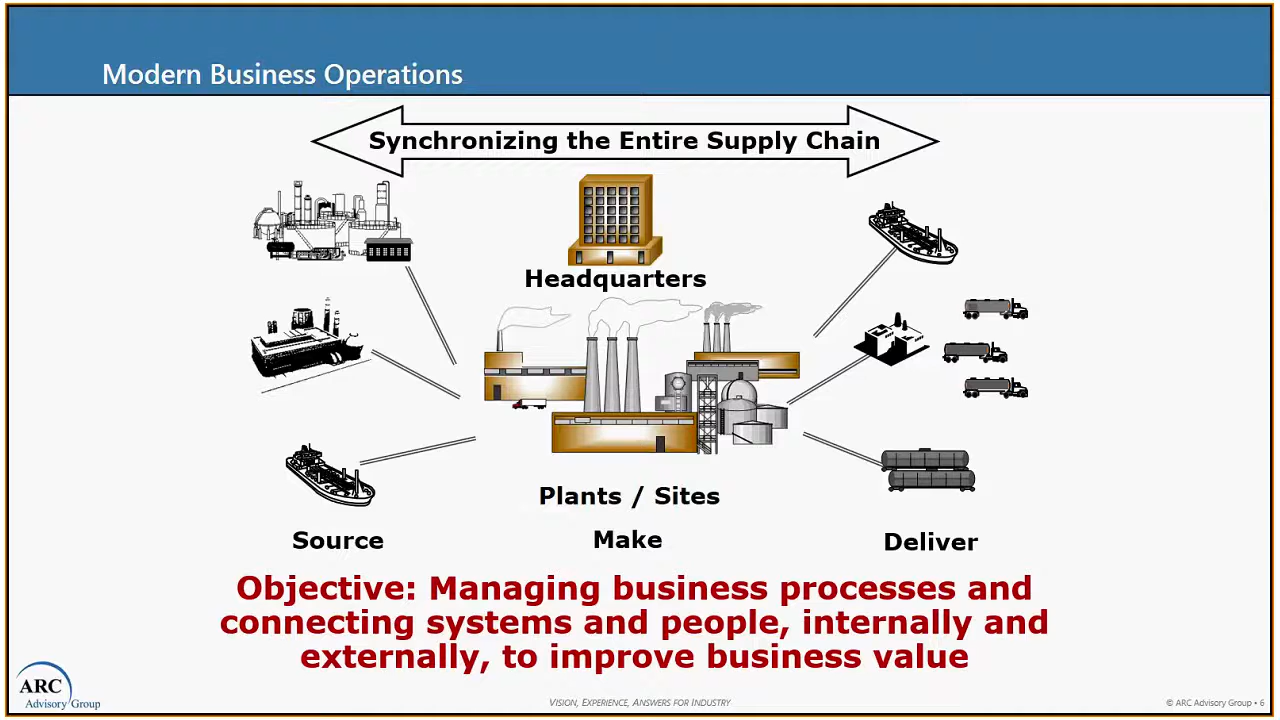 Modern Business Operations
Synchronizing the Entire Supply Chain
Headquarters
Plants / Sites
Source
Make
Deliver
Objective: Managing business processes and
connecting systems and people, internally and
externally, to improve business value
ARC
Advisory Group
VISION, EXPERIENCE, ANSWERS FOR INDUSTRY
© ARC Advisory Group • 6